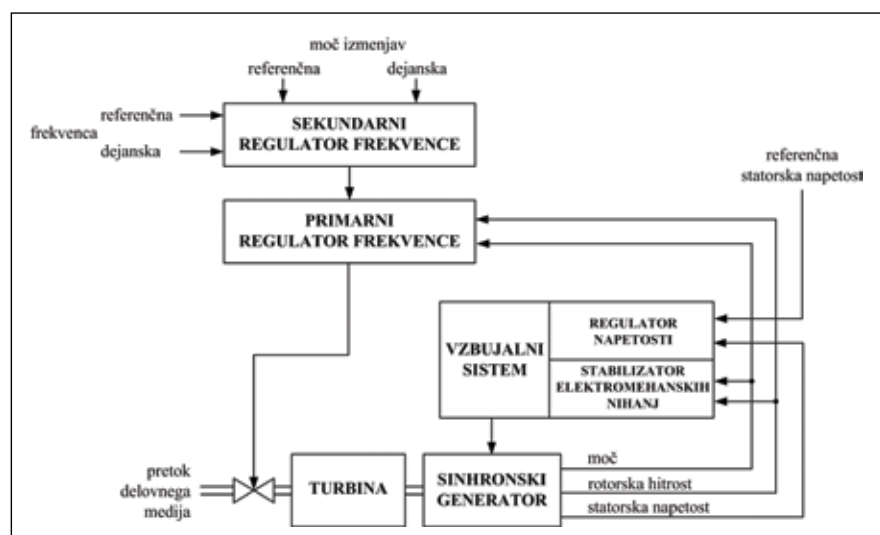 moč izmenjav
referenčna
dejanska
referenčna
frekvenca
dejanska
SEKUNDARNI
REGULATOR FREKVENCE
referenčna
statorska napetost
PRIMARNI
REGULATOR FREKVENCE
VZBUJALNI
SISTEM
REGULATOR
NAPETOSTI
STABILIZATOR
ELEKTROMEHANSKIH
NIHANJ
pretok
delovnega
medija
TURBINA
SINHRONSKI
GENERATOR
moč
rotorska hitrost
statorska napetost